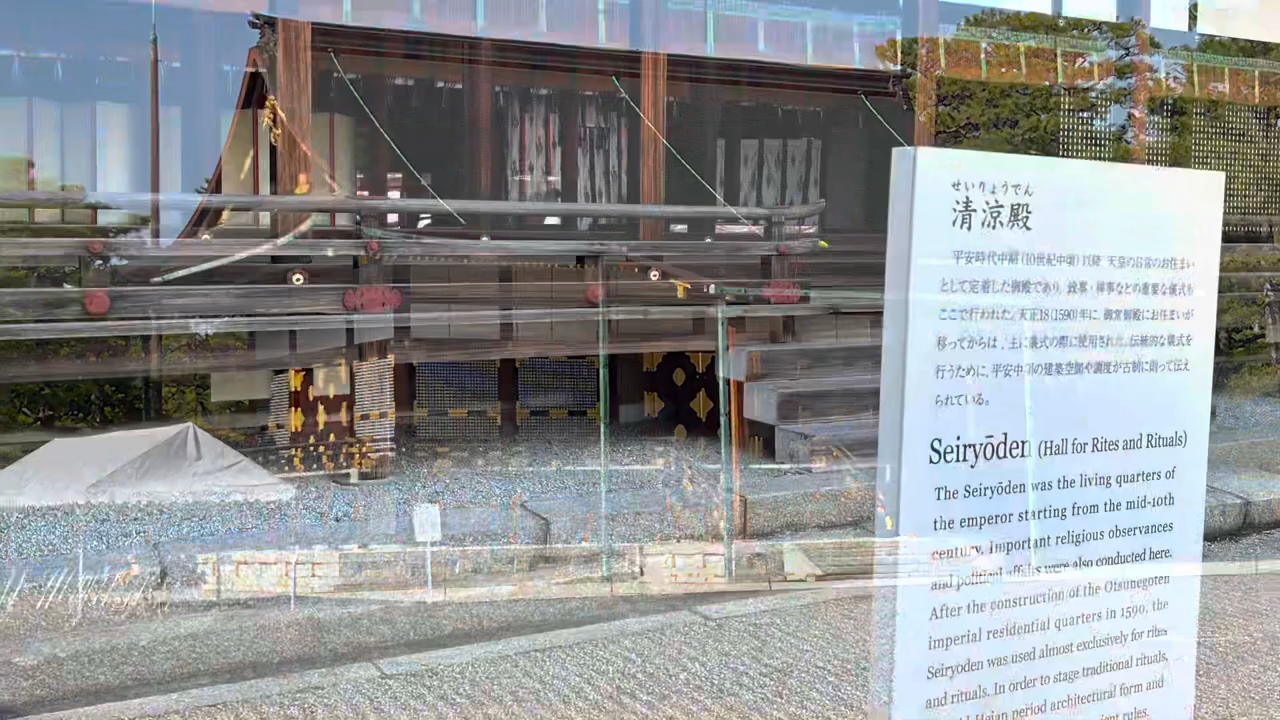 せいりょうでん
清涼殿
平安時代中期(10世紀中頃)以降、天皇の日常のお住まい
として定着した御殿であり、政事・神事などの重要な儀式も
ここで行われた。天正18(1590)年に、御常御殿にお住まいが
移ってからは、主に儀式の際に使用された。伝統的な儀式を
行うために、平安中期の建築空間や調度が古制に則って伝え
られている。
Seiryōden (Hall for Rites and Rituals)
The Seiryōden was the living quarters of
the emperor starting from the mid-10th
century. Important religious observances
and political affairs were also conducted here.
After the construction of the Otsunegoten
imperial residential quarters in 1590, the
Seiryōden was used almost exclusively for rites
and rituals. In order to stage traditional rituals,
Heian period architectural form and
ancient rules.